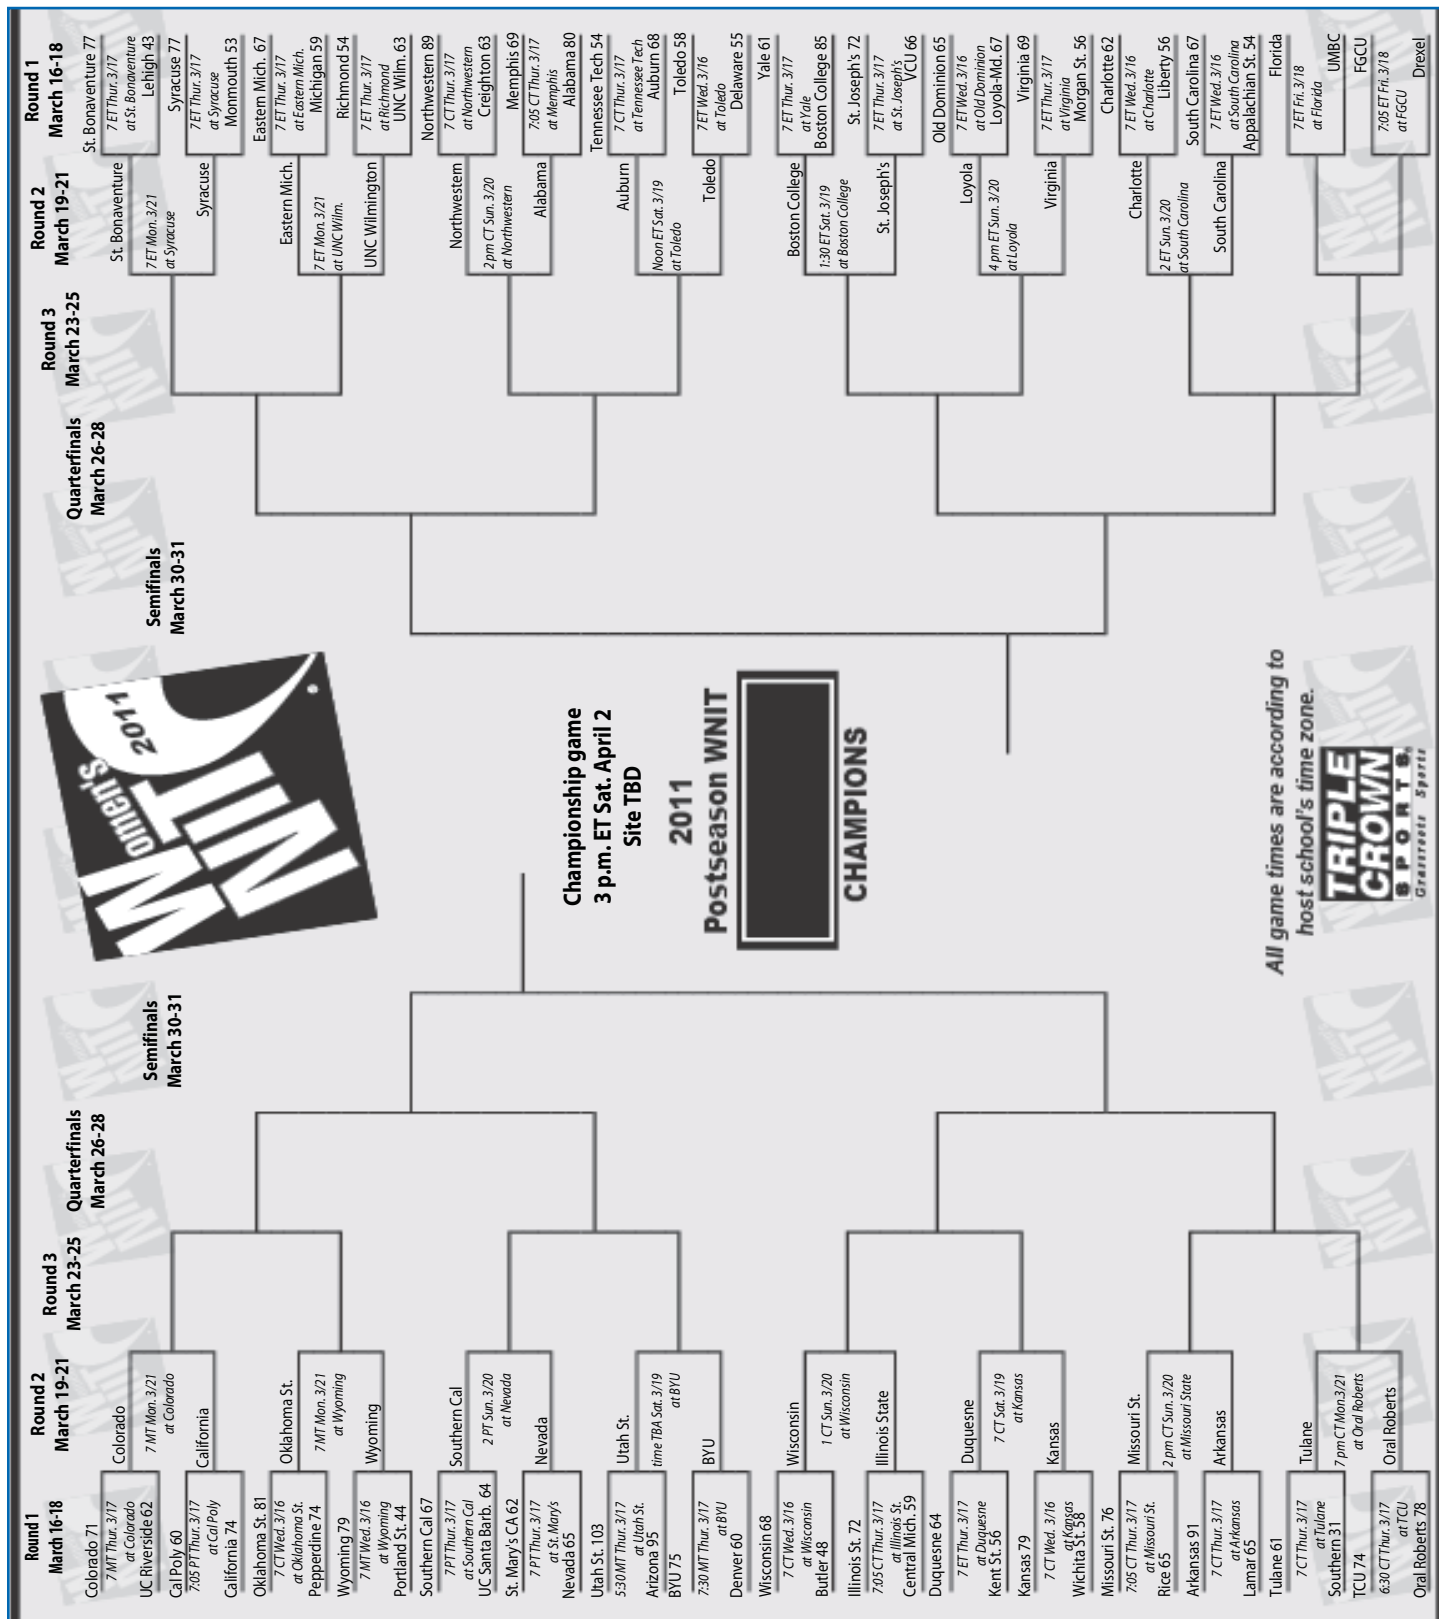 Round 1
March 16-18
Round 2
March 19-21
Round 3
March 23-25
Quarterfinals
March 26-28
Semifinals
March 30-31
Semifinals
March 30-31
Quarterfinals
March 26-28
Round 3
March 23-25
Round 2
March 19-21
Round 1
March 16-18
Colorado 71
7 MT Thur. 3/17
at Colorado
UC Riverside 62
Cal Poly 60
7:05 PT Thur. 3/17
at Cal Poly
California 74
Oklahoma St. 81
7 CT Wed. 3/16
at Oklahoma St.
Pepperdine 74
Wyoming 79
7 MT Wed. 3/16
at Wyoming
Portland St. 44
Southern Cal 67
7 PT Thur. 3/17
at Southern Cal
UC Santa Barb. 64
St. Mary's CA 62
7 PT Thur. 3/17
at St. Mary's
Nevada 65
Utah St. 103
5:30 MT Thur. 3/17
at Utah St.
Arizona 95
BYU 75
7:30 MT Thur. 3/17
at BYU
Denver 60
Wisconsin 68
7 CT Wed. 3/16
at Wisconsin
Butler 48
Illinois St. 72
7:05 CT Thur. 3/17
at Illinois St.
Central Mich. 59
Duquesne 64
7 ET Thur. 3/17
at Duquesne
Kent St. 56
Kansas 79
7 CT Wed. 3/16
at Kansas
Wichita St. 58
Missouri St. 76
7:05 CT Thur. 3/17
at Missouri St.
Rice 65
Arkansas 91
7 CT Thur. 3/17
at Arkansas
Lamar 65
Tulane 61
7 CT Thur. 3/17
at Tulane
Southern 31
TCU 74
6:30 CT Thur. 3/17
at TCU
Oral Roberts 78
Colorado
7 MT Mon. 3/21
at Colorado
California
Oklahoma St.
7 MT Mon. 3/21
at Wyoming
Wyoming
Southern Cal
2 PT Sun. 3/20
at Nevada
Nevada
Utah St.
time TBA Sat. 3/19
at BYU
BYU
Wisconsin
1 CT Sun. 3/20
at Wisconsin
Illinois State
Duquesne
7 CT Sat. 3/19
at Kansas
Kansas
Missouri St.
2 pm CT Sun. 3/20
at Missouri State
Arkansas
Tulane
7 pm CT Mon. 3/21
at Oral Roberts
Oral Roberts
Women's
NIT
2011
Championship game
3 p.m. ET Sat. April 2
Site TBD
2011
Postseason WNIT
CHAMPIONS
All game times are according to
host school's time zone.
TRIPLE
CROWN
SPORTS
Grassroots Sports
St. Bonaventure
7 ET Mon. 3/21
at Syracuse
Syracuse
Eastern Mich.
7 ET Mon. 3/21
at UNC Wilm.
UNC Wilmington
Northwestern
2 pm CT Sun. 3/20
at Northwestern
Alabama
Auburn
Noon ET Sat. 3/19
at Toledo
Toledo
Boston College
1:30 ET Sat. 3/19
at Boston College
St. Joseph's
Loyola
4 pm ET Sun. 3/20
at Loyola
Virginia
Charlotte
2 ET Sun. 3/20
at South Carolina
South Carolina
St. Bonaventure 77
7 ET Thur. 3/17
at St. Bonaventure
Lehigh 43
Syracuse 77
7 ET Thur. 3/17
at Syracuse
Monmouth 53
Eastern Mich. 67
7 ET Thur. 3/17
at Eastern Mich.
Michigan 59
Richmond 54
7 ET Thur. 3/17
at Richmond
UNC Wilm. 63
Northwestern 89
7 CT Thur. 3/17
at Northwestern
Creighton 63
Memphis 69
7:05 CT Thur. 3/17
at Memphis
Alabama 80
Tennessee Tech 54
7 CT Thur. 3/17
at Tennessee Tech
Auburn 68
Toledo 58
7 ET Wed. 3/16
at Toledo
Delaware 55
Yale 61
7 ET Thur. 3/17
at Yale
Boston College 85
St. Joseph's 72
7 ET Thur. 3/17
at St. Joseph's
VCU 66
Old Dominion 65
7 ET Wed. 3/16
at Old Dominion
Loyola-Md. 67
Virginia 69
7 ET Thur. 3/17
at Virginia
Morgan St. 56
Charlotte 62
7 ET Wed. 3/16
at Charlotte
Liberty 56
South Carolina 67
7 ET Wed. 3/16
at South Carolina
Appalachian St. 54
Florida
7 ET Fri. 3/18
at Florida
UMBC
FGCU
7:05 ET Fri. 3/18
at FGCU
Drexel